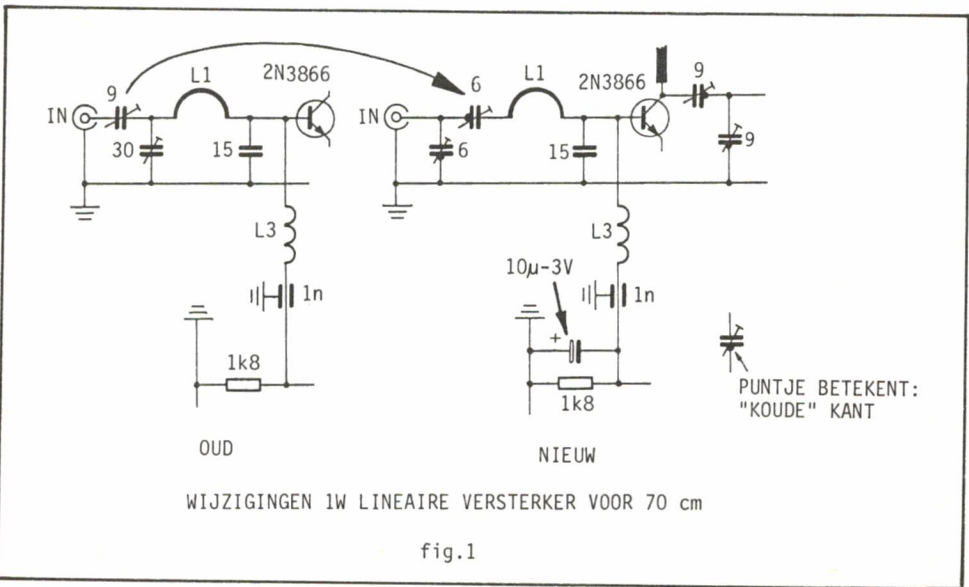 9
L1
2N3866
IN
30
15
L3
1n
1k8
OUD
6
L1
2N3866
9
IN
6
15
9
L3
10µ-3V
1n
+
1k8
NIEUW
PUNTJE BETEKENT:
"KOUDE" KANT
WIJZIGINGEN 1W LINEAIRE VERSTERKER VOOR 70 cm
fig.1